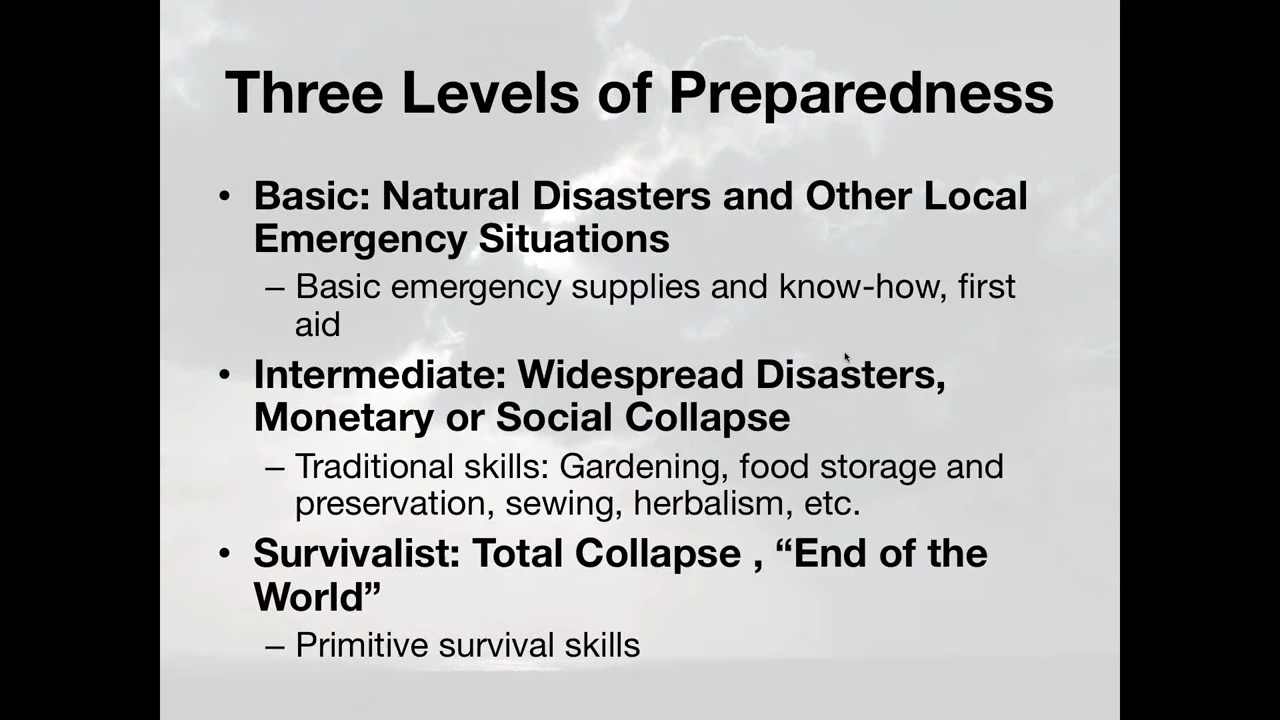 Three Levels of Preparedness
• Basic: Natural Disasters and Other Local
Emergency Situations
– Basic emergency supplies and know-how, first
aid
• Intermediate: Widespread Disasters,
Monetary or Social Collapse
– Traditional skills: Gardening, food storage and
preservation, sewing, herbalism, etc.
• Survivalist: Total Collapse , “End of the
World”
– Primitive survival skills